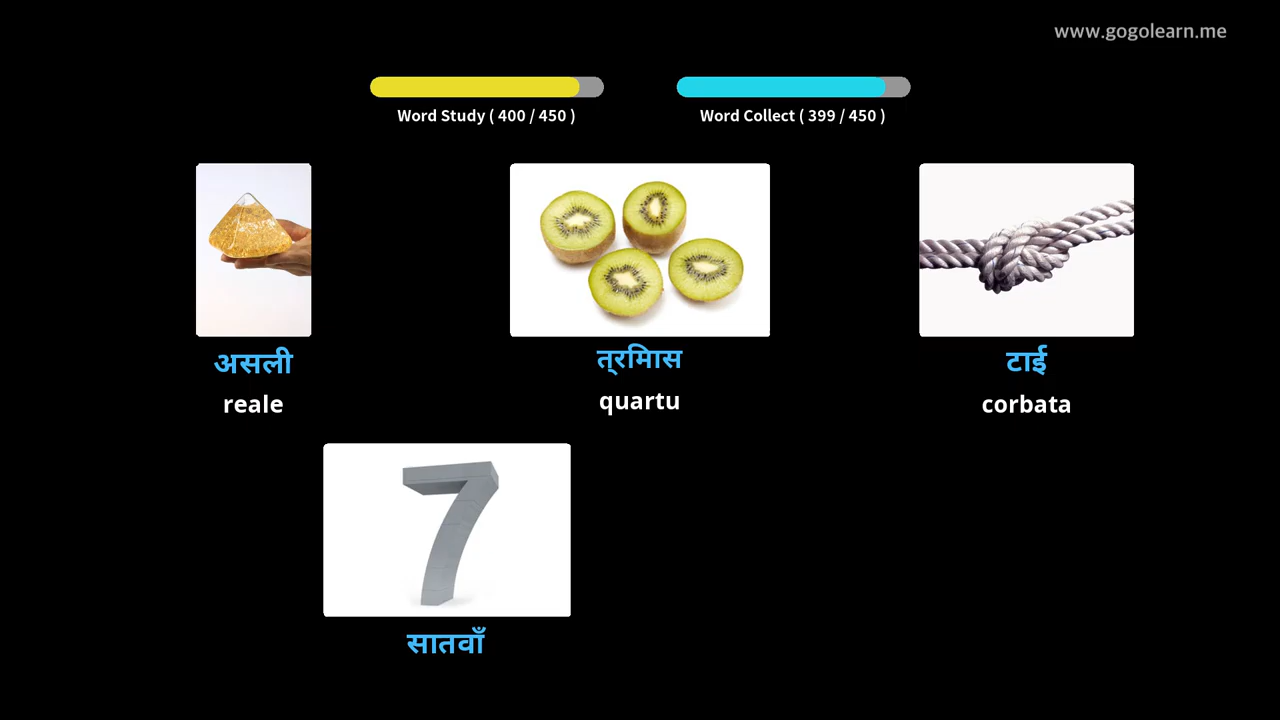 www.gogolearn.me
Word Study ( 400 / 450 )
Word Collect ( 399 / 450 )
असली
त्रमिास
टाई
reale
quartu
corbata
सातवाँ